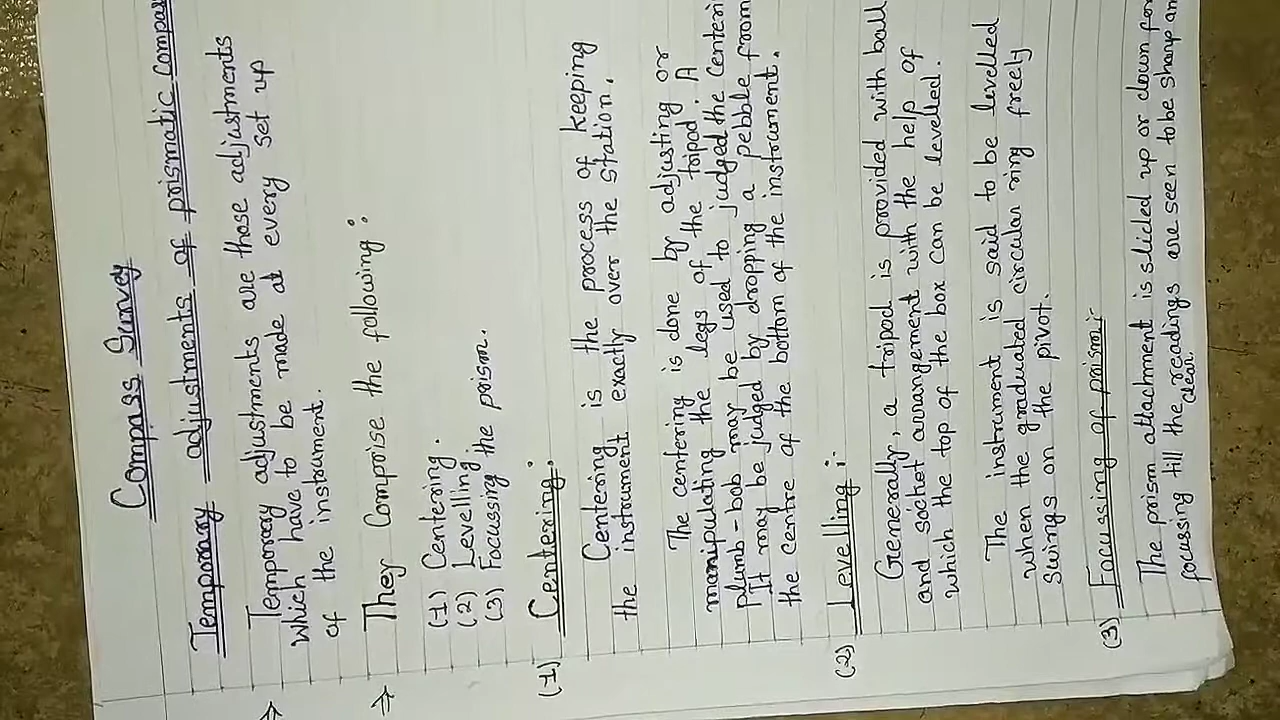 Compass Survey
Temporary adjustments of prismatic Compas
⇒ Temporary adjustments are those adjustments
which have to be made at every set up
of the instrument.
⇒ They Comprise the following :
(1) Centering.
(2) Levelling.
(3) Focussing the prism.
(1) Centering:
Centering is the process of keeping
the instrument exactly over the station.
The centering is done by adjusting or
manipulating the legs of the tripod. A
plumb-bob may be used to judged the centeri
It may be judged by dropping a pebble from
the centre of the bottom of the instrument.
(2) Levelling :-
Generally, a tripod is provided with ball
and socket arrangement with the help of
which the top of the box can be levelled.
The instrument is said to be levelled
when the graduated circular ring freely
Swings on the pivot.
(3) Focussing of prism:-
The prism attachment is slided up or down for
focussing till the readings are seen to be sharp an
clear.